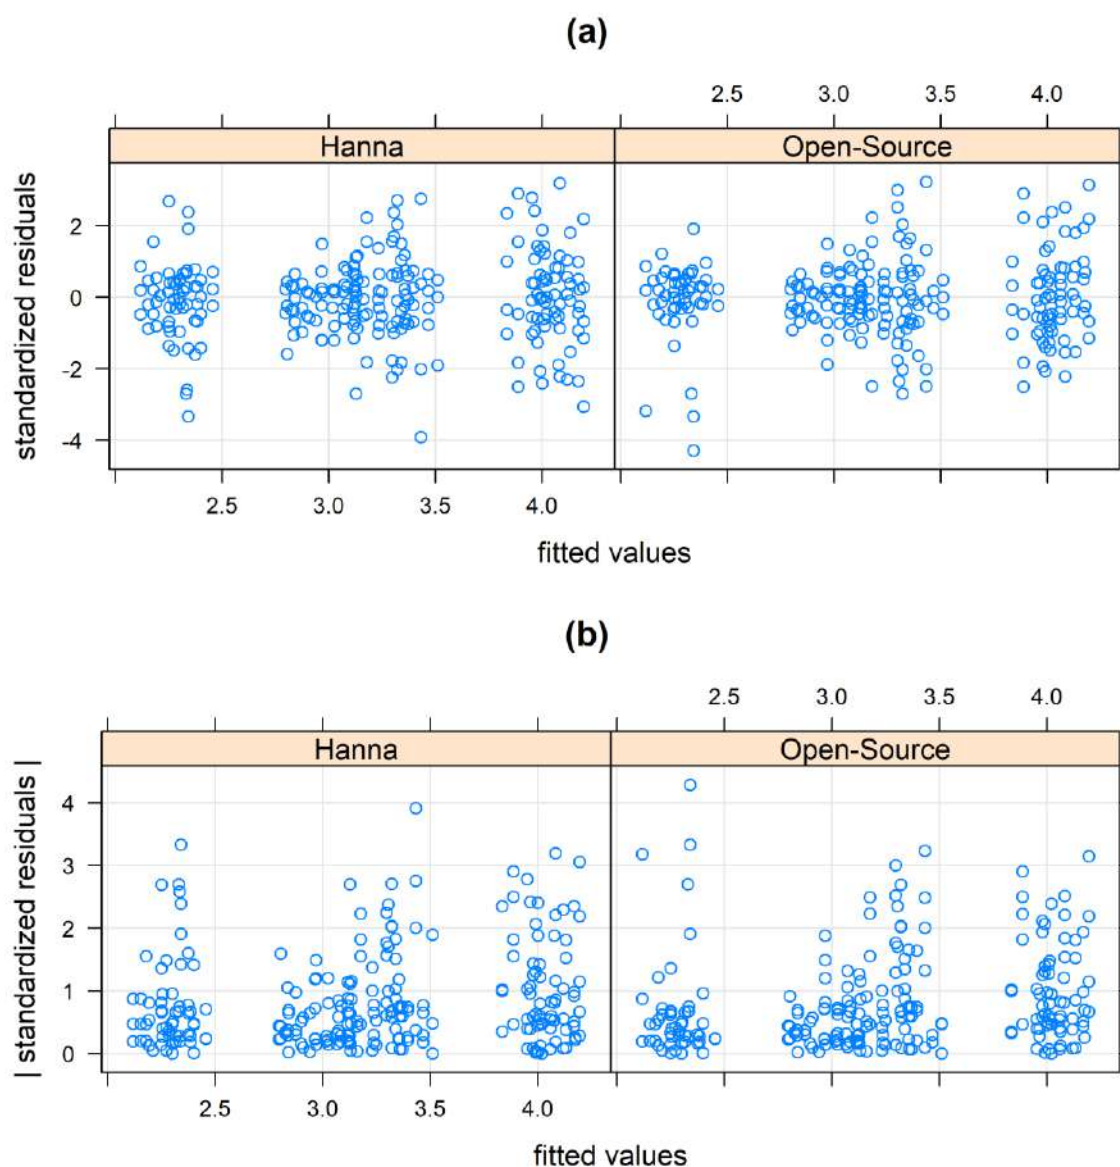 (a)
2.5 3.0 3.5 4.0
Hanna Open-Source
standardized residuals
2
0
-2
-4
2.5 3.0 3.5 4.0
fitted values
(b)
2.5 3.0 3.5 4.0
Hanna Open-Source
| standardized residuals |
4
3
2
1
0
2.5 3.0 3.5 4.0
fitted values